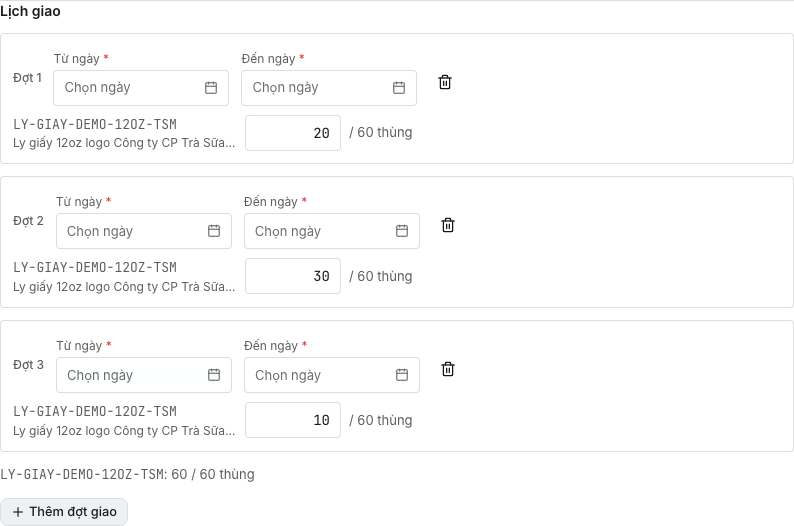 Lịch giao
Từ ngày *
Đến ngày *
Đợt 1
Chọn ngày
Chọn ngày
LY-GIAY-DEMO-12OZ-TSM
Ly giấy 12oz logo Công ty CP Trà Sữa...
20
/ 60 thùng
Từ ngày *
Đến ngày *
Đợt 2
Chọn ngày
Chọn ngày
LY-GIAY-DEMO-12OZ-TSM
Ly giấy 12oz logo Công ty CP Trà Sữa...
30
/ 60 thùng
Từ ngày *
Đến ngày *
Đợt 3
Chọn ngày
Chọn ngày
LY-GIAY-DEMO-12OZ-TSM
Ly giấy 12oz logo Công ty CP Trà Sữa...
10
/ 60 thùng
LY-GIAY-DEMO-12OZ-TSM: 60 / 60 thùng
+ Thêm đợt giao